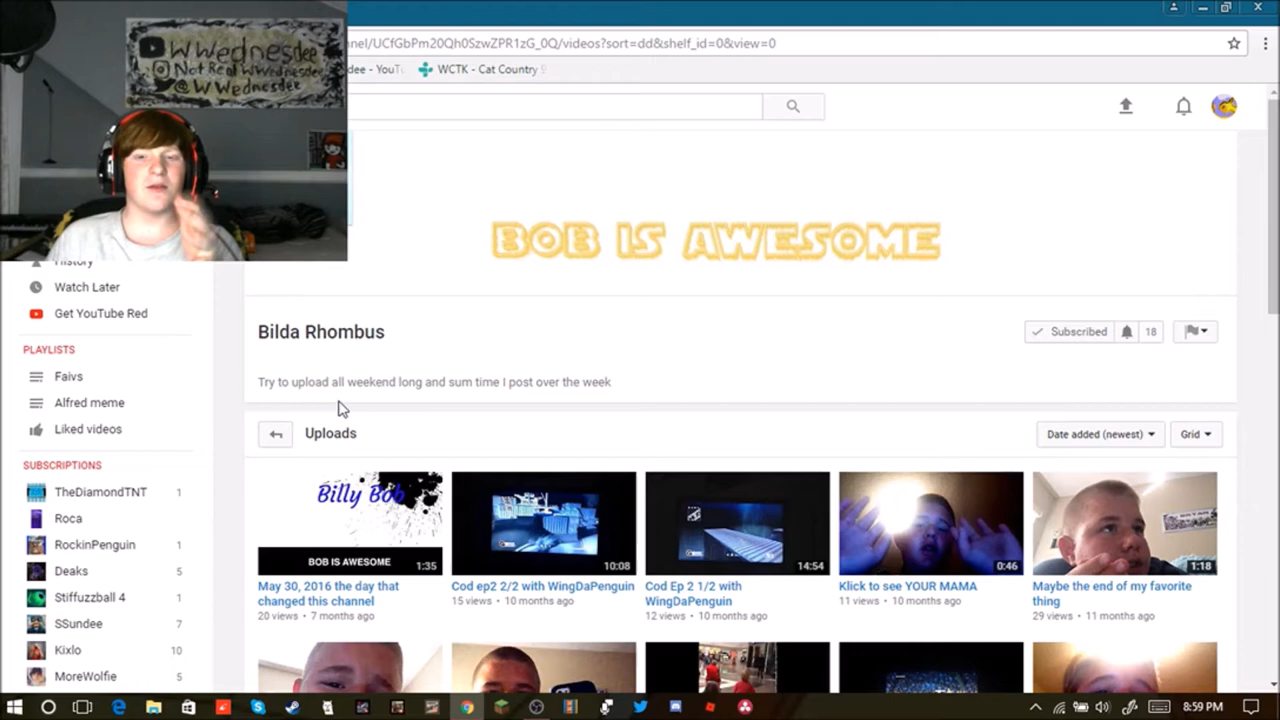 WWednesdee
Not Real WWednesdee
@WWednesdee
nel/UCfGbPm20Qh0SzwZPR1zG_0Q/videos?sort=dd&shelf_id=0&view=0
dee - YouTu
WCTK - Cat Country 9
BOB IS AWESOME
History
Watch Later
Get YouTube Red
Bilda Rhombus
Subscribed 18
Try to upload all weekend long and sum time I post over the week
PLAYLISTS
Faivs
Alfred meme
Liked videos
Uploads
Date added (newest)
Grid
SUBSCRIPTIONS
TheDiamondTNT 1
Roca
RockinPenguin 1
Deaks 5
Stiffuzzball 4 1
SSundee 7
Kixlo 10
MoreWolfie 5
Billy Bob
BOB IS AWESOME
1:35
May 30, 2016 the day that
changed this channel
20 views • 7 months ago
10:08
Cod ep2 2/2 with WingDaPenguin
15 views • 10 months ago
14:54
Cod Ep 2 1/2 with
WingDaPenguin
12 views • 10 months ago
0:46
Klick to see YOUR MAMA
11 views • 10 months ago
1:18
Maybe the end of my favorite
thing
29 views • 11 months ago
8:59 PM